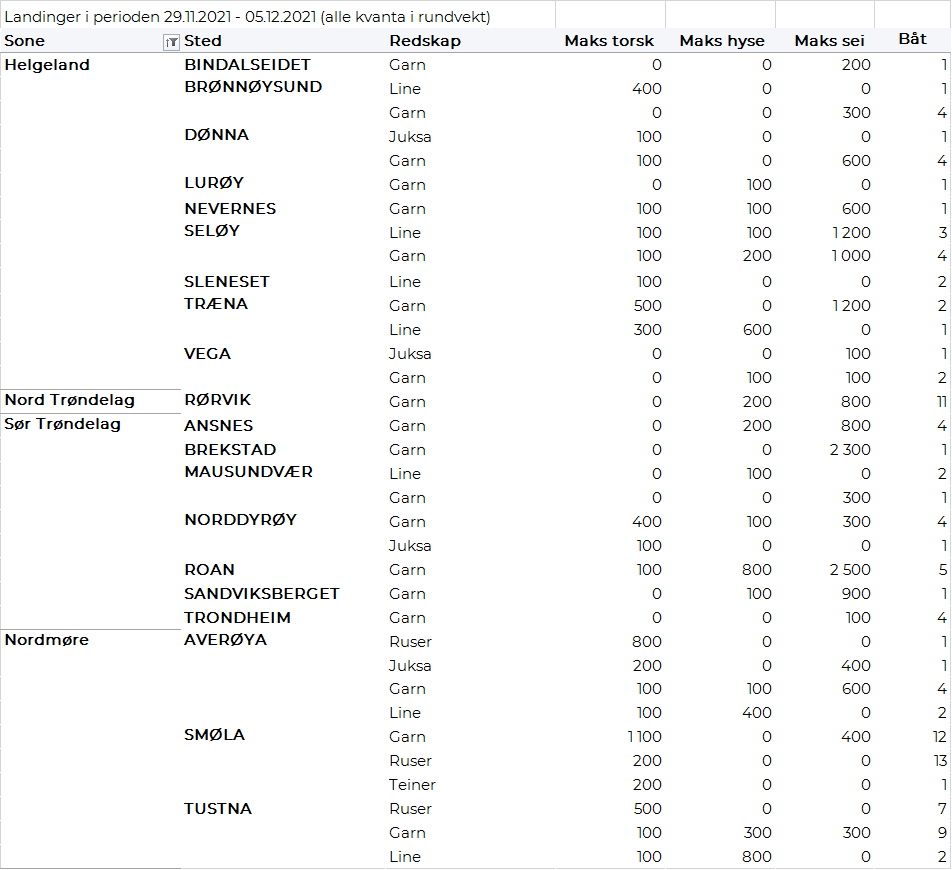 Landinger i perioden 29.11.2021 - 05.12.2021 (alle kvanta i rundvekt)
Sone Sted Redskap Maks torsk Maks hyse Maks sei Båt
Helgeland BINDALSEIDET Garn 0 0 200 1
BRØNNØYSUND Line 400 0 0 1
Garn 0 0 300 4
DØNNA Juksa 100 0 0 1
Garn 100 0 600 4
LURØY Garn 0 100 0 1
NEVERNES Garn 100 100 600 1
SELØY Line 100 100 1 200 3
Garn 100 200 1 000 4
SLENESET Line 100 0 0 2
TRÆNA Garn 500 0 1 200 2
Line 300 600 0 1
VEGA Juksa 0 0 100 1
Garn 0 100 100 2
Nord Trøndelag RØRVIK Garn 0 200 800 11
Sør Trøndelag ANSNES Garn 0 200 800 4
BREKSTAD Garn 0 0 2 300 1
MAUSUNDVÆR Line 0 100 0 2
Garn 0 0 300 1
NORDDYRØY Garn 400 100 300 4
Juksa 100 0 0 1
ROAN Garn 100 800 2 500 5
SANDVIKSBERGET Garn 0 100 900 1
TRONDHEIM Garn 0 0 100 4
Nordmøre AVERØYA Ruser 800 0 0 1
Juksa 200 0 400 1
Garn 100 100 600 4
Line 100 400 0 2
SMØLA Garn 1 100 0 400 12
Ruser 200 0 0 13
Teiner 200 0 0 1
TUSTNA Ruser 500 0 0 7
Garn 100 300 300 9
Line 100 800 0 2